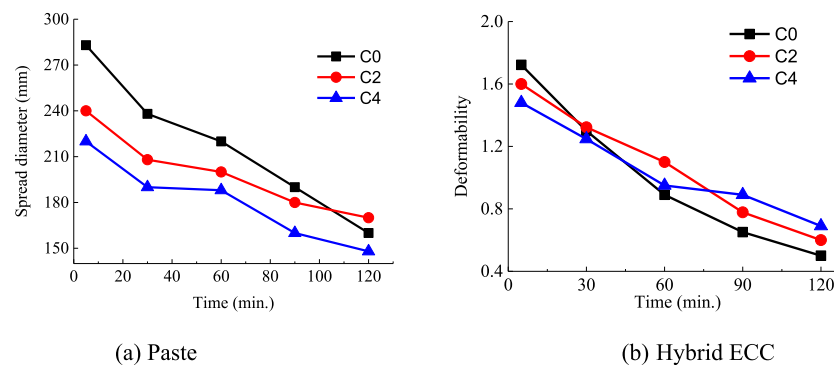 300
270
240
210
180
150
0
20
40
60
80
100
120
Spread diameter (mm)
Time (min.)
C0
C2
C4
(a) Paste
2.0
1.6
1.2
0.8
0.4
0
30
60
90
120
Deformability
Time (min.)
C0
C2
C4
(b) Hybrid ECC